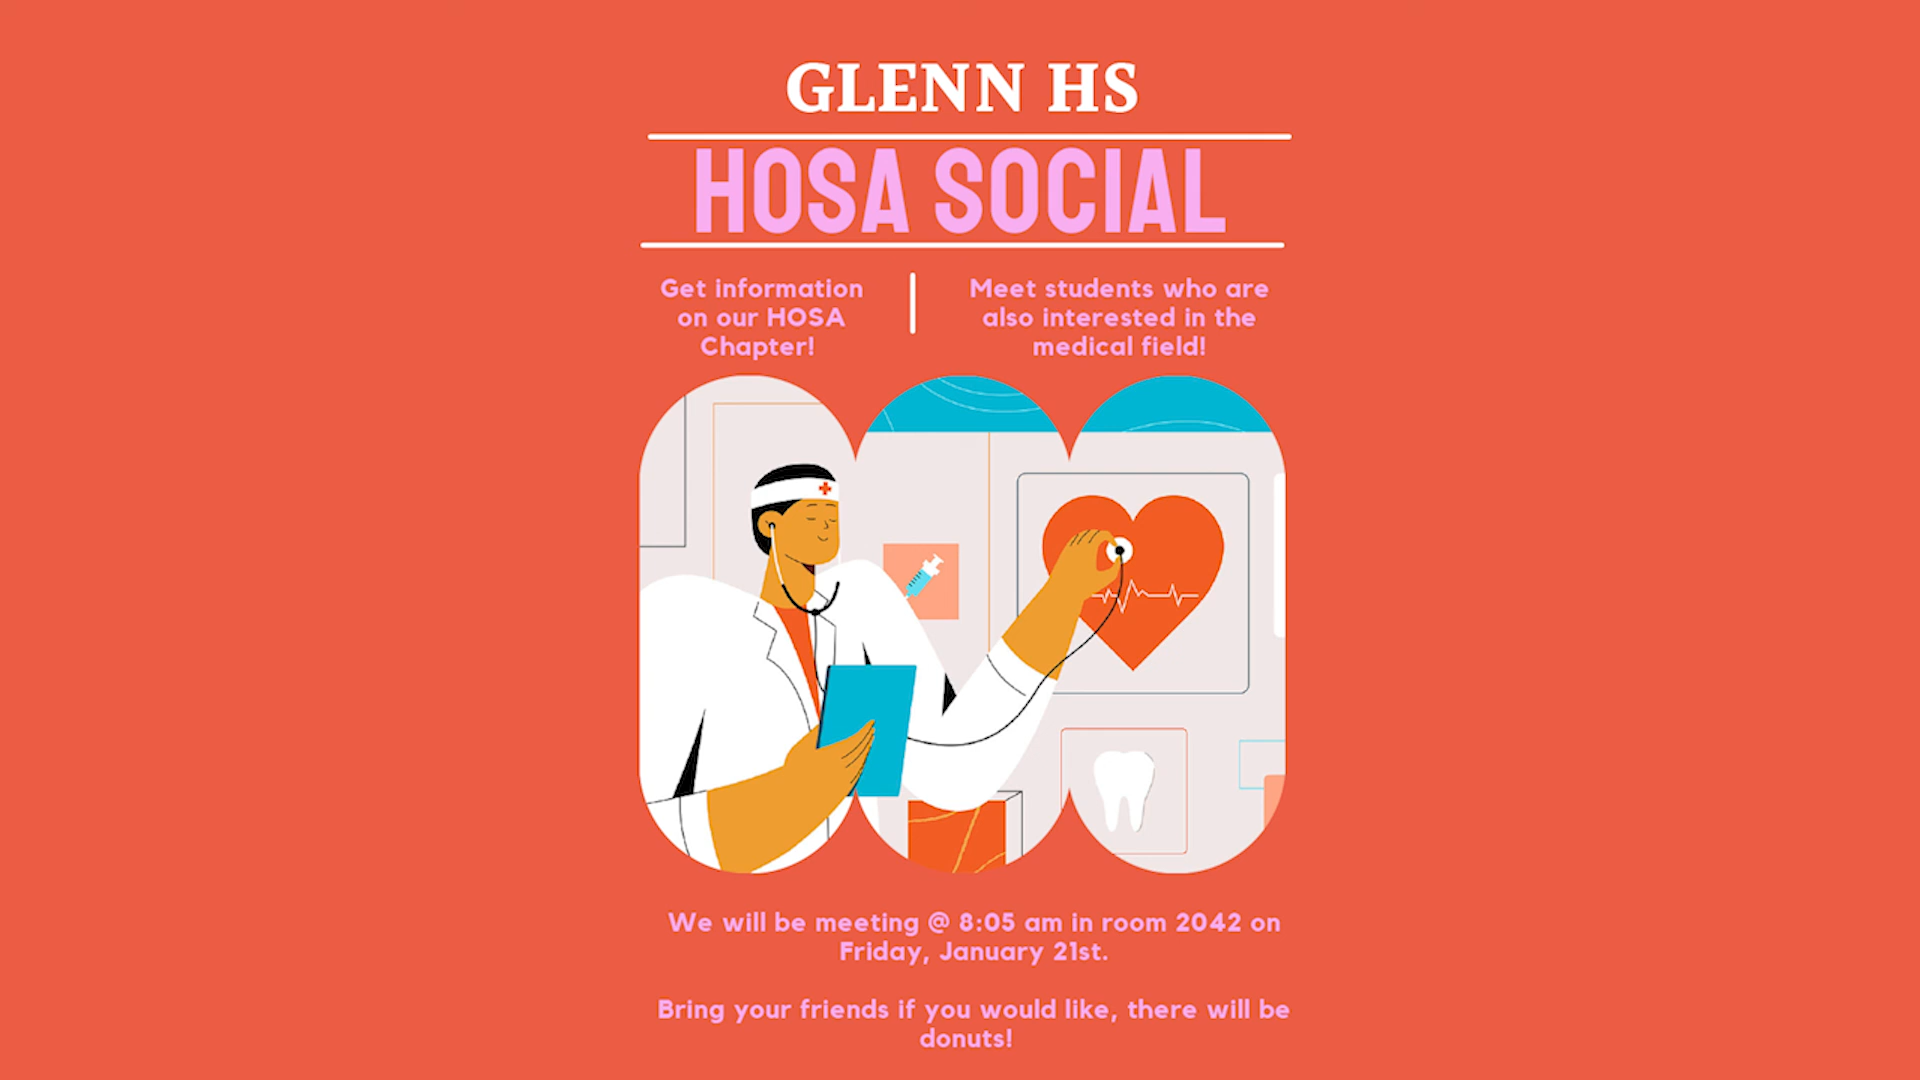 GLENN HS
HOSA SOCIAL
Get information
on our HOSA
Chapter!
Meet students who are
also interested in the
medical field!
We will be meeting @ 8:05 am in room 2042 on
Friday, January 21st.
Bring your friends if you would like, there will be
donuts!